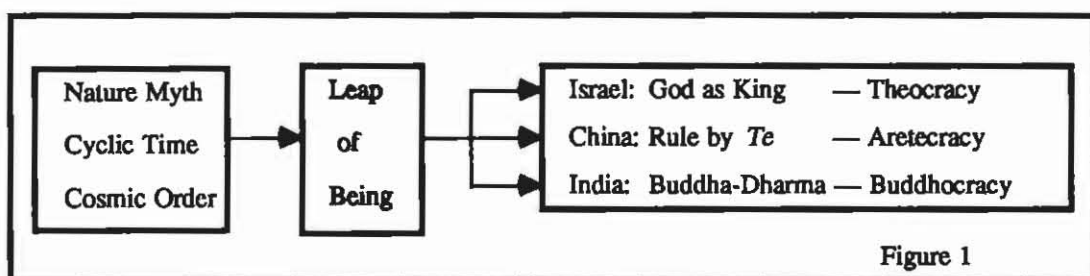 Nature Myth
Cyclic Time
Cosmic Order
Leap
of
Being
Israel: God as King — Theocracy
China: Rule by Te — Aretecracy
India: Buddha-Dharma — Buddhocracy
Figure 1